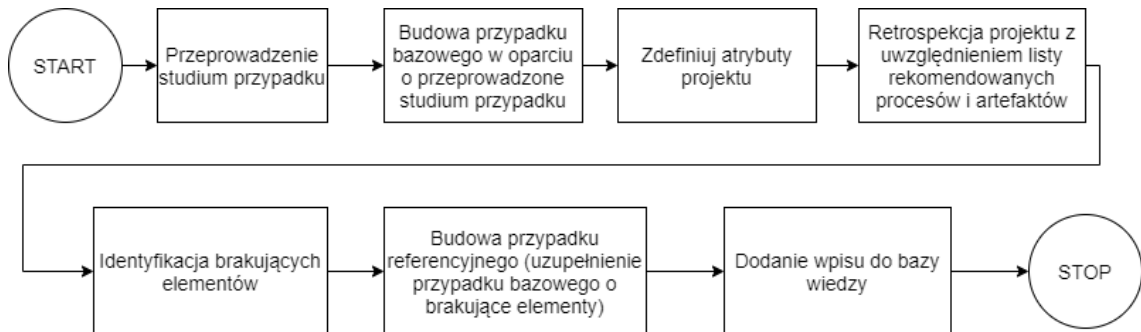 START
Przeprowadzenie
studium przypadku
Budowa przypadku
bazowego w oparciu
o przeprowadzone
studium przypadku
Zdefiniuj atrybuty
projektu
Retrospekcja projektu z
uwzględnieniem listy
rekomendowanych
procesów i artefaktów
Identyfikacja brakujących
elementów
Budowa przypadku
referencyjnego (uzupełnienie
przypadku bazowego o
brakujące elementy)
Dodanie wpisu do bazy
wiedzy
STOP